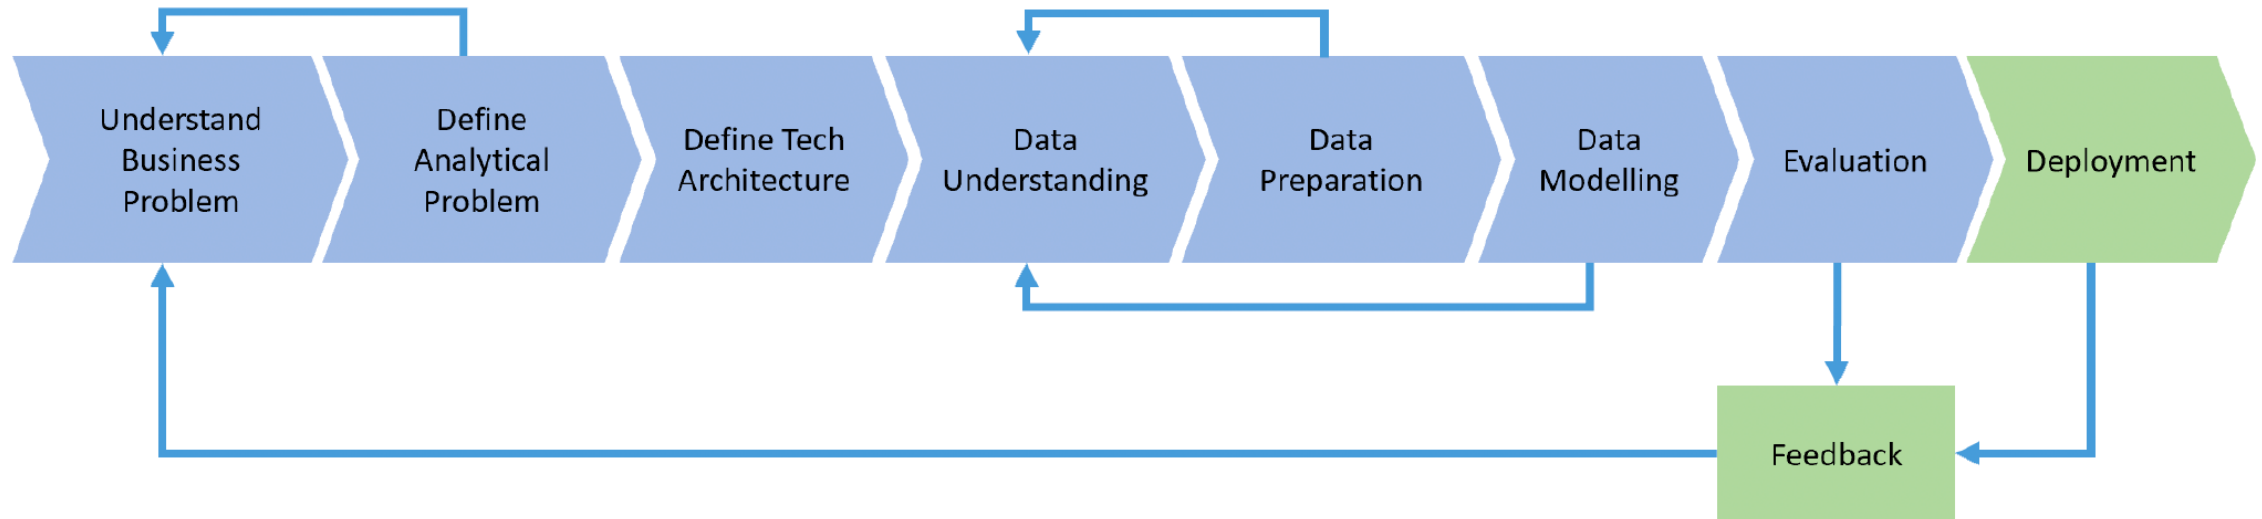 Understand
Business
Problem
Define
Analytical
Problem
Define Tech
Architecture
Data
Understanding
Data
Preparation
Data
Modelling
Evaluation
Deployment
Feedback